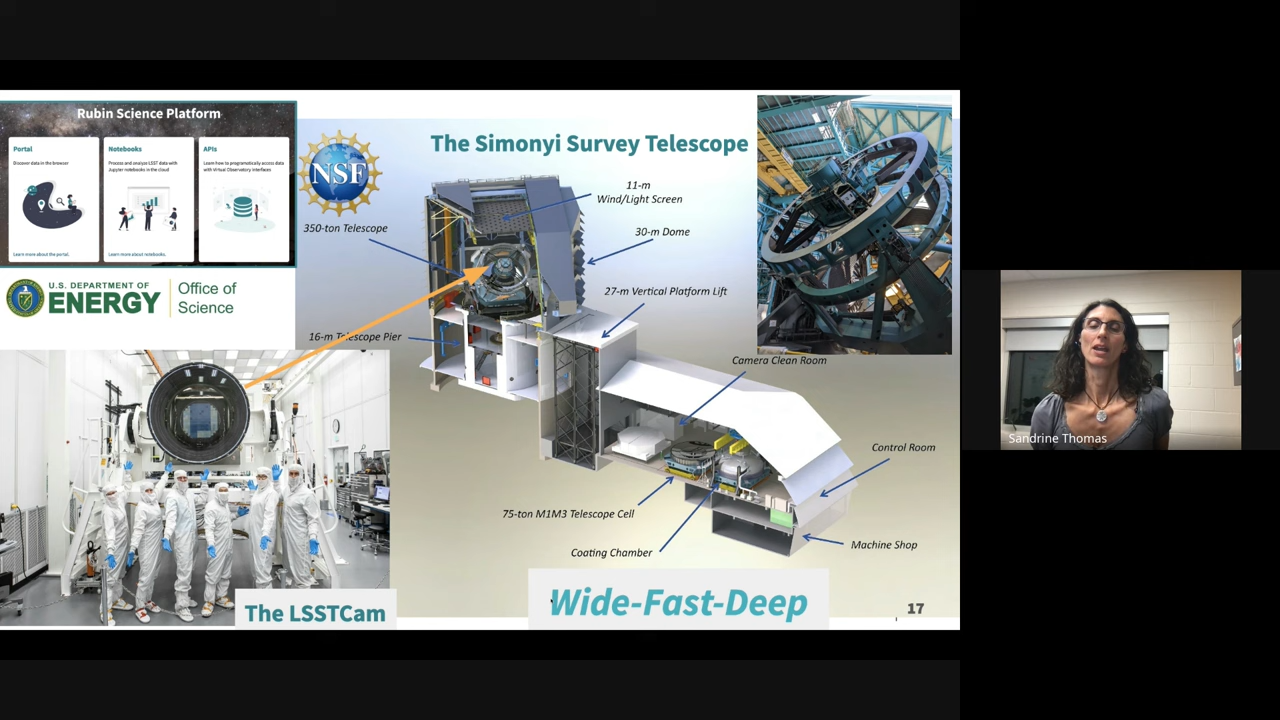 Rubin Science Platform
Portal
Discover data in the browser
Learn more about the portal.
Notebooks
Process and analyze LSST data with
Jupyter notebooks in the cloud
Learn more about notebooks.
APIs
Learn how to programatically access data
with Virtual Observatory interfaces
NSF
U.S. DEPARTMENT OF
ENERGY
Office of
Science
The Simonyi Survey Telescope
11-m
Wind/Light Screen
350-ton Telescope
30-m Dome
27-m Vertical Platform Lift
16-m Telescope Pier
Camera Clean Room
Control Room
75-ton M1M3 Telescope Cell
Coating Chamber
Machine Shop
The LSSTCam
Wide-Fast-Deep
17
Sandrine Thomas